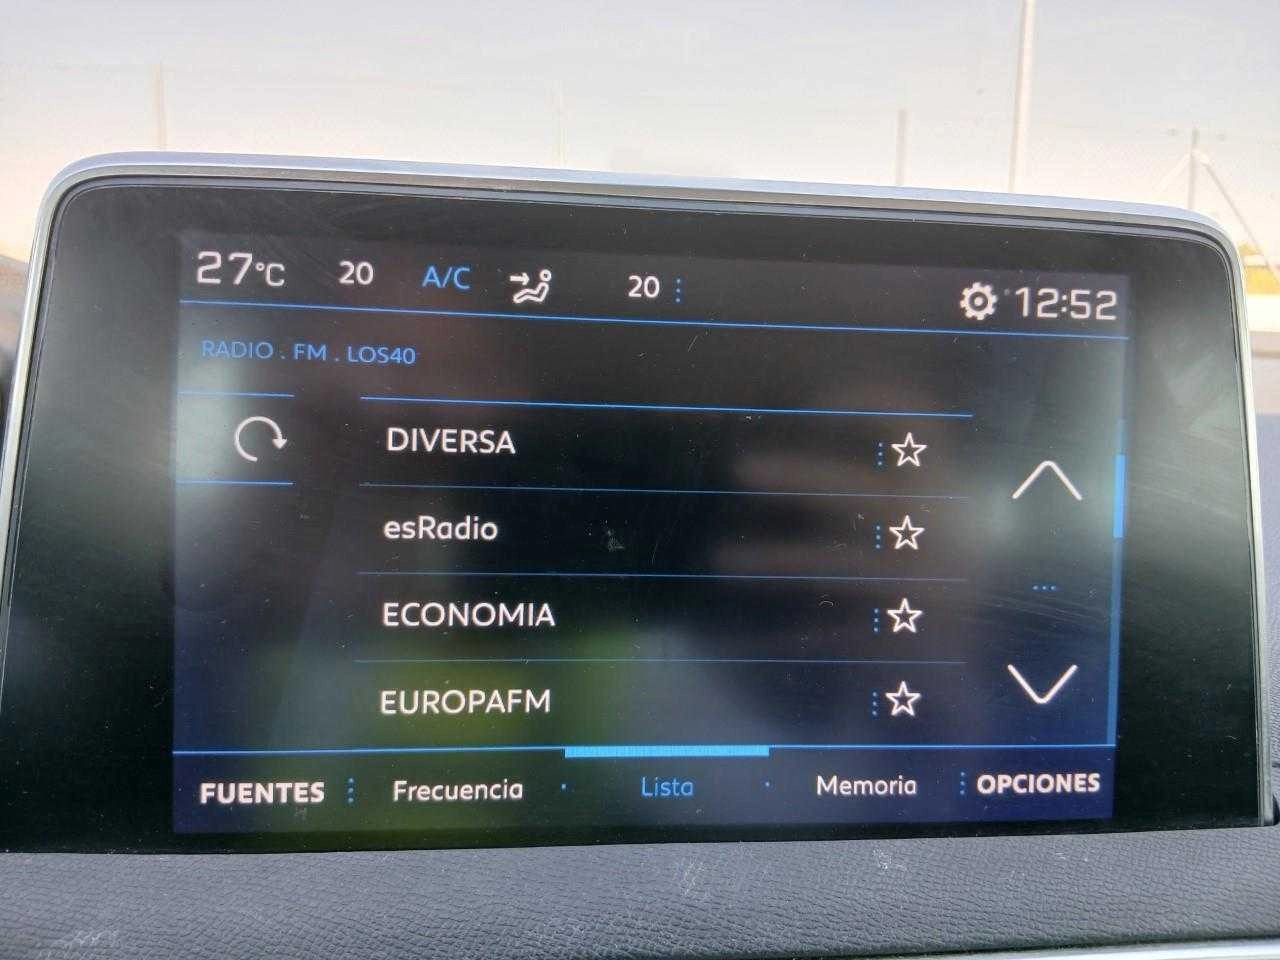 27°C 20 A/C 20 12:52
RADIO . FM . LOS40
DIVERSA
esRadio
ECONOMIA
EUROPAFM
FUENTES Frecuencia Lista Memoria OPCIONES